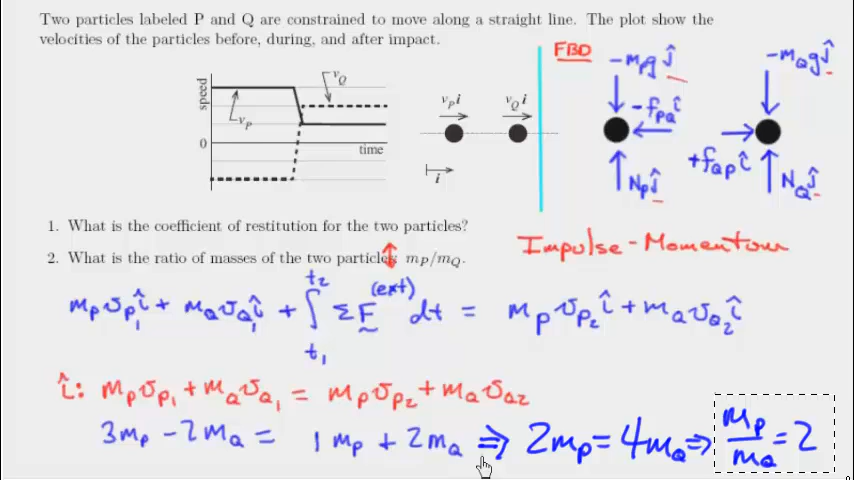 Two particles labeled P and Q are constrained to move along a straight line. The plot show the
velocities of the particles before, during, and after impact.
FBD
-m_P g ĵ
-m_Q g ĵ
speed
v_Q
v_P
0
time
v_P i
v_Q i
i
-f_PQ î
+f_QP î
N_P ĵ
N_Q ĵ
1. What is the coefficient of restitution for the two particles?
2. What is the ratio of masses of the two particles m_P/m_Q.
Impulse-Momentum
m_P v_P1 î + m_Q v_Q1 î + ∫_t1^t2 Σ F^(ext) dt = m_P v_P2 î + m_Q v_Q2 î
î: m_P v_P1 + m_Q v_Q1 = m_P v_P2 + m_Q v_Q2
3m_P - 2m_Q = 1m_P + 2m_Q ⇒ 2m_P = 4m_Q ⇒ m_P/m_Q = 2